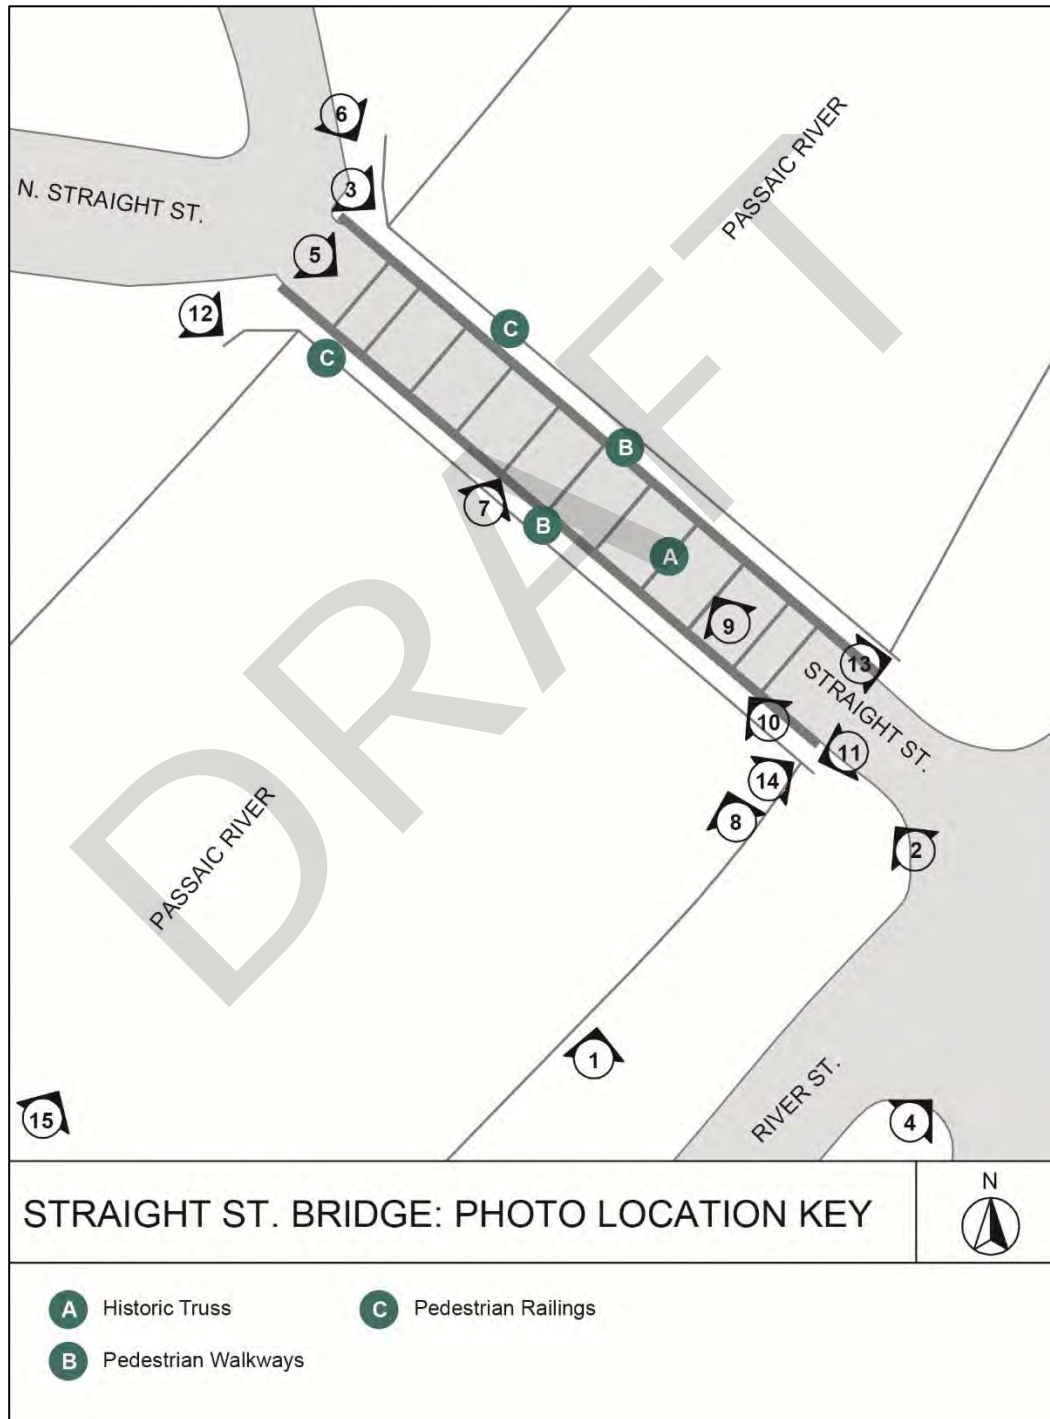 6
PASSAIC RIVER
3
N. STRAIGHT ST.
5
12
C
C
B
7
B
A
9
13
STRAIGHT ST.
10
11
14
8
2
PASSAIC RIVER
1
RIVER ST.
15
4
DRAFT
STRAIGHT ST. BRIDGE: PHOTO LOCATION KEY
N
A Historic Truss
C Pedestrian Railings
B Pedestrian Walkways